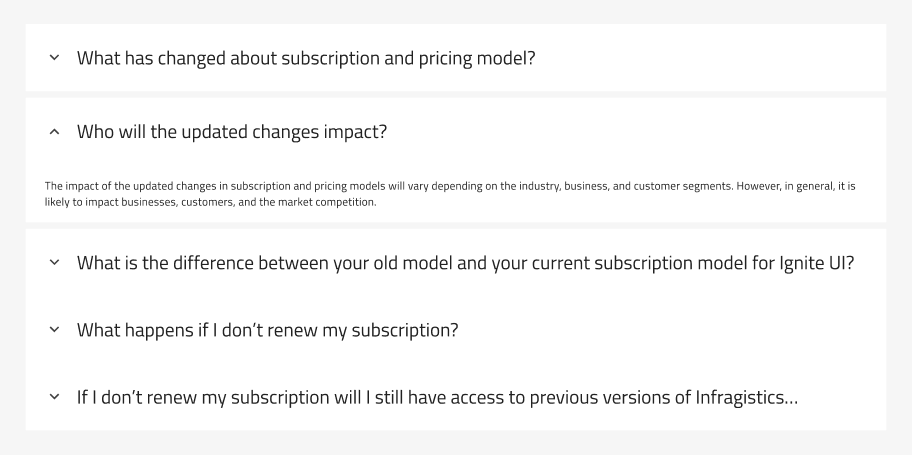 What has changed about subscription and pricing model?
Who will the updated changes impact?
The impact of the updated changes in subscription and pricing models will vary depending on the industry, business, and customer segments. However, in general, it is
likely to impact businesses, customers, and the market competition.
What is the difference between your old model and your current subscription model for Ignite UI?
What happens if I don’t renew my subscription?
If I don’t renew my subscription will I still have access to previous versions of Infragistics...